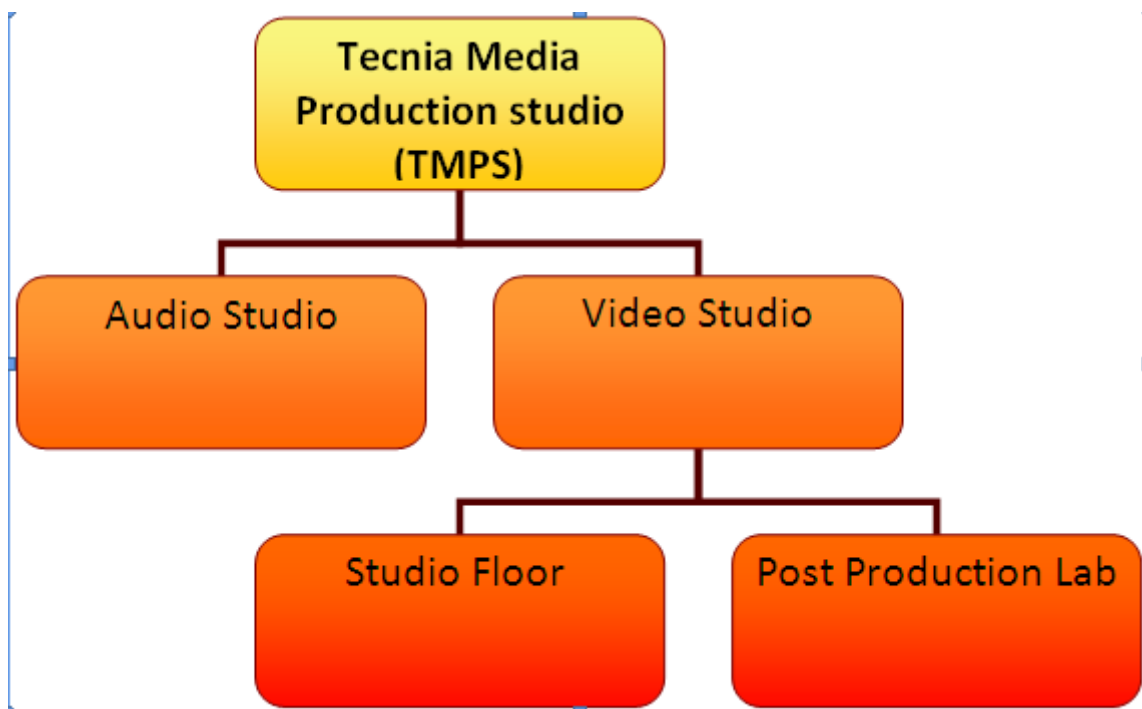 Tecnia Media
Production studio
(TMPS)
Audio Studio
Video Studio
Studio Floor
Post Production Lab